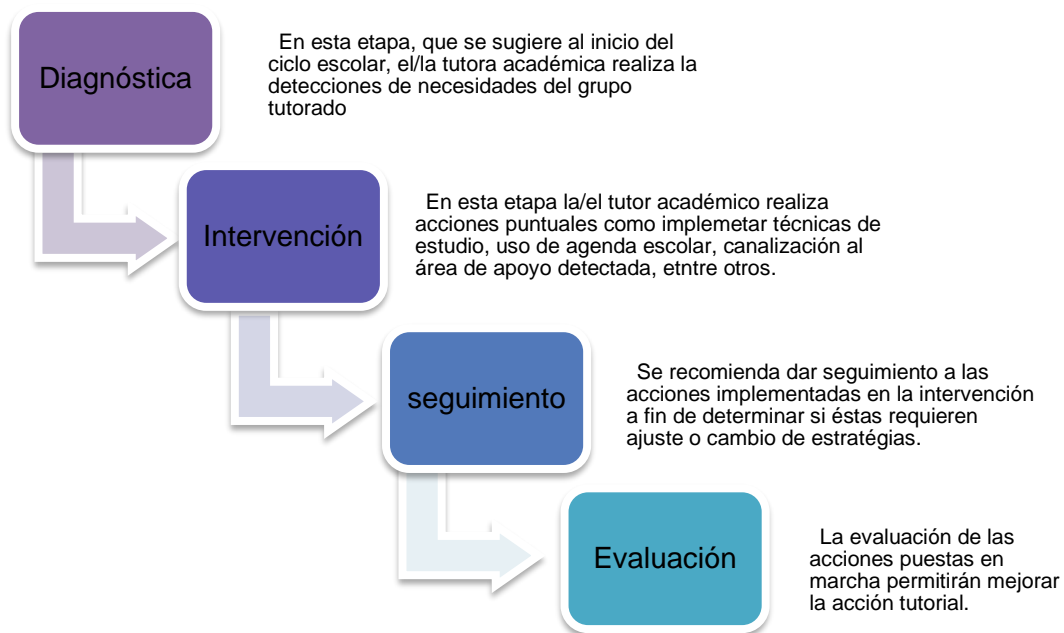 Diagnóstica
En esta etapa, que se sugiere al inicio del
ciclo escolar, el/la tutora académica realiza la
detecciones de necesidades del grupo
tutorado
Intervención
En esta etapa la/el tutor académico realiza
acciones puntuales como implemetar técnicas de
estudio, uso de agenda escolar, canalización al
área de apoyo detectada, etntre otros.
seguimiento
Se recomienda dar seguimiento a las
acciones implementadas en la intervención
a fin de determinar si éstas requieren
ajuste o cambio de estratégias.
Evaluación
La evaluación de las
acciones puestas en
marcha permitirán mejorar
la acción tutorial.